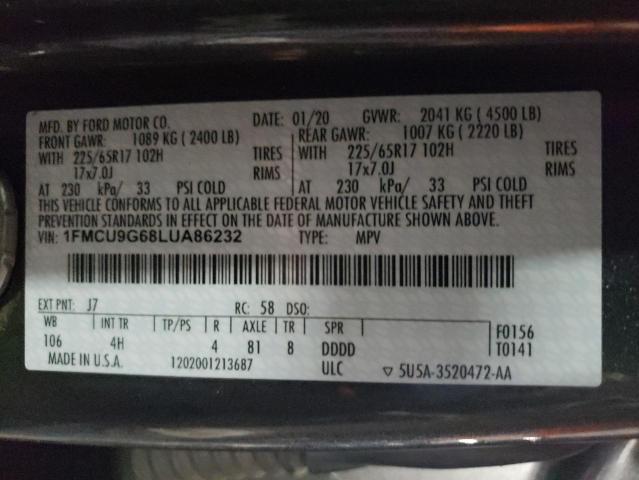 MFD. BY FORD MOTOR CO. DATE: 01/20 GVWR: 2041 KG ( 4500 LB)
FRONT GAWR: 1089 KG ( 2400 LB) REAR GAWR: 1007 KG ( 2220 LB)
WITH 225/65R17 102H TIRES WITH 225/65R17 102H TIRES
17x7.0J RIMS 17x7.0J RIMS
AT 230 kPa/ 33 PSI COLD AT 230 kPa/ 33 PSI COLD
THIS VEHICLE CONFORMS TO ALL APPLICABLE FEDERAL MOTOR VEHICLE SAFETY AND THEFT
PREVENTION STANDARDS IN EFFECT ON THE DATE OF MANUFACTURE SHOWN ABOVE.
VIN: 1FMCU9G68LUA86232 TYPE: MPV
EXT PNT: J7 RC: 58 DSO:
WB INT TR TP/PS R AXLE TR SPR F0156
106 4H 4 81 8 DDDD T0141
MADE IN U.S.A. 1202001213687 ULC ▽ 5U5A-3520472-AA